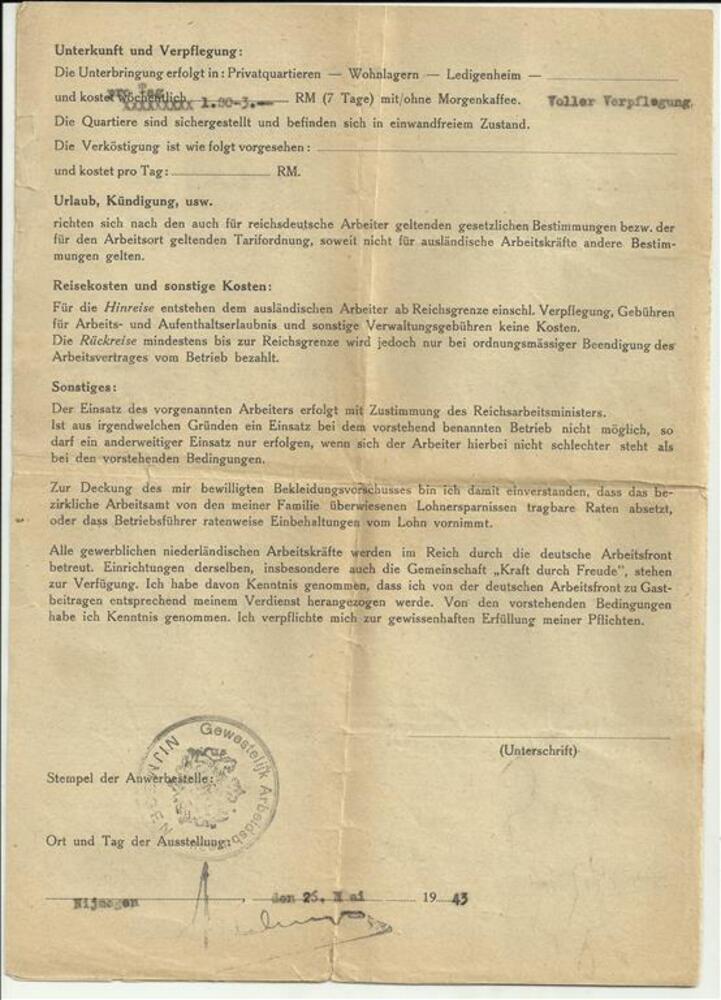 Unterkunft und Verpflegung:
Die Unterbringung erfolgt in: Privatquartieren — Wohnlagern — Ledigenheim —
pro Tag
und kostet wöchentlich 1.80-3.— RM (7 Tage) mit/ohne Morgenkaffee. Voller Verpflegung.
Die Quartiere sind sichergestellt und befinden sich in einwandfreiem Zustand.
Die Verköstigung ist wie folgt vorgesehen:
und kostet pro Tag: RM.
Urlaub, Kündigung, usw.
richten sich nach den auch für reichsdeutsche Arbeiter geltenden gesetzlichen Bestimmungen bezw. der
für den Arbeitsort geltenden Tarifordnung, soweit nicht für ausländische Arbeitskräfte andere Bestim-
mungen gelten.
Reisekosten und sonstige Kosten:
Für die Hinreise entstehen dem ausländischen Arbeiter ab Reichsgrenze einschl. Verpflegung, Gebühren
für Arbeits- und Aufenthaltserlaubnis und sonstige Verwaltungsgebühren keine Kosten.
Die Rückreise mindestens bis zur Reichsgrenze wird jedoch nur bei ordnungsmässiger Beendigung des
Arbeitsvertrages vom Betrieb bezahlt.
Sonstiges:
Der Einsatz des vorgenannten Arbeiters erfolgt mit Zustimmung des Reichsarbeitsministers.
Ist aus irgendwelchen Gründen ein Einsatz bei dem vorstehend benannten Betrieb nicht möglich, so
darf ein anderweitiger Einsatz nur erfolgen, wenn sich der Arbeiter hierbei nicht schlechter steht als
bei den vorstehenden Bedingungen.
Zur Deckung des mir bewilligten Bekleidungsvorschusses bin ich damit einverstanden, dass das be-
zirkliche Arbeitsamt von den meiner Familie überwiesenen Lohnersparnissen tragbare Raten absetzt,
oder dass Betriebsführer ratenweise Einbehaltungen vom Lohn vornimmt.
Alle gewerblichen niederländischen Arbeitskräfte werden im Reich durch die deutsche Arbeitsfront
betreut. Einrichtungen derselben, insbesondere auch die Gemeinschaft „Kraft durch Freude", stehen
zur Verfügung. Ich habe davon Kenntnis genommen, dass ich von der deutschen Arbeitsfront zu Gast-
beiträgen entsprechend meinem Verdienst herangezogen werde. Von den vorstehenden Bedingungen
habe ich Kenntnis genommen. Ich verpflichte mich zur gewissenhaften Erfüllung meiner Pflichten.
(Unterschrift)
Gewestelijk
Stempel der Anwerbestelle:
Ort und Tag der Ausstellung:
Nijmegen, den 25. Mai 1943